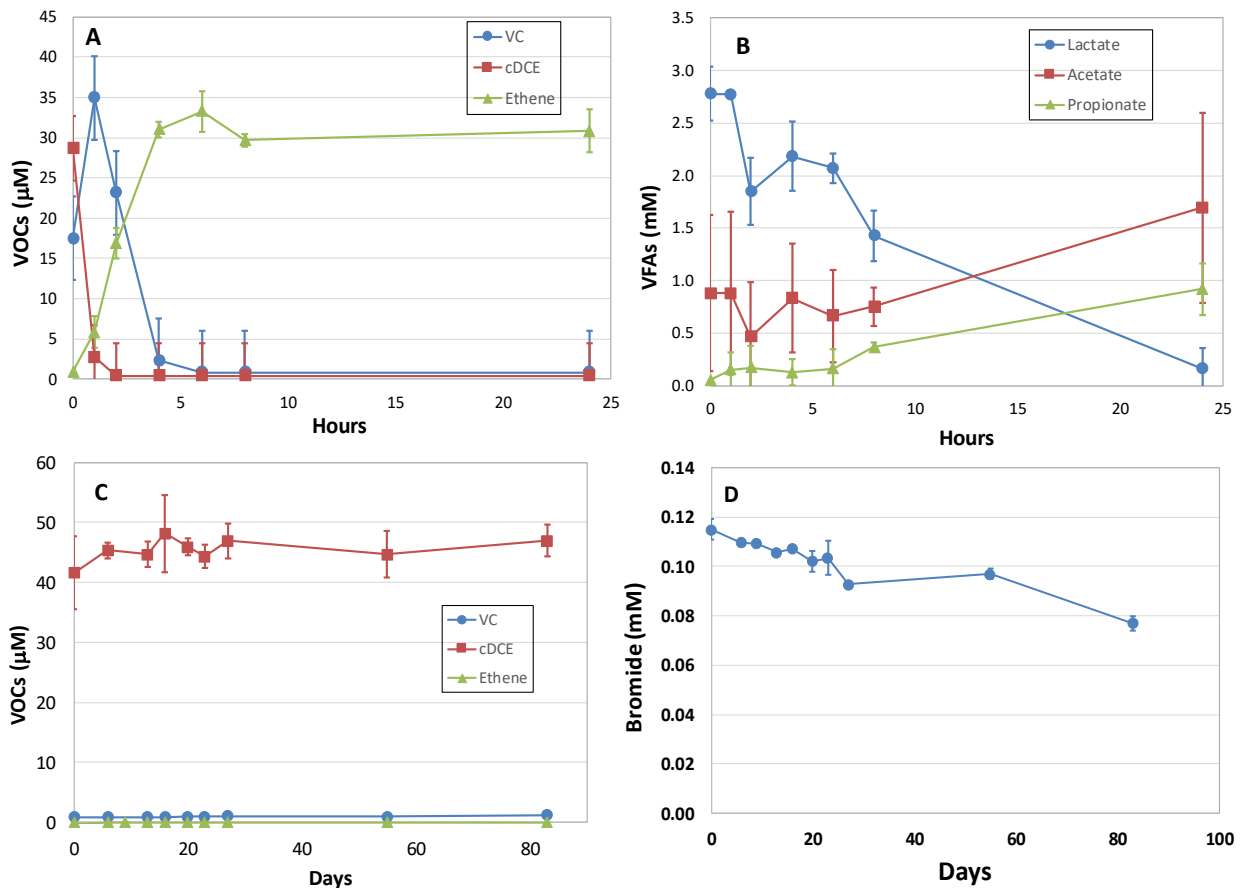 A
VC
cDCE
Ethene
VOCs (µM)
45
40
35
30
25
20
15
10
5
0
0 5 10 15 20 25
Hours
B
Lactate
Acetate
Propionate
VFAs (mM)
3.5
3.0
2.5
2.0
1.5
1.0
0.5
0.0
0 5 10 15 20 25
Hours
C
VC
cDCE
Ethene
VOCs (µM)
60
50
40
30
20
10
0
0 20 40 60 80
Days
D
Bromide (mM)
0.14
0.12
0.10
0.08
0.06
0.04
0.02
0.00
0 20 40 60 80 100
Days